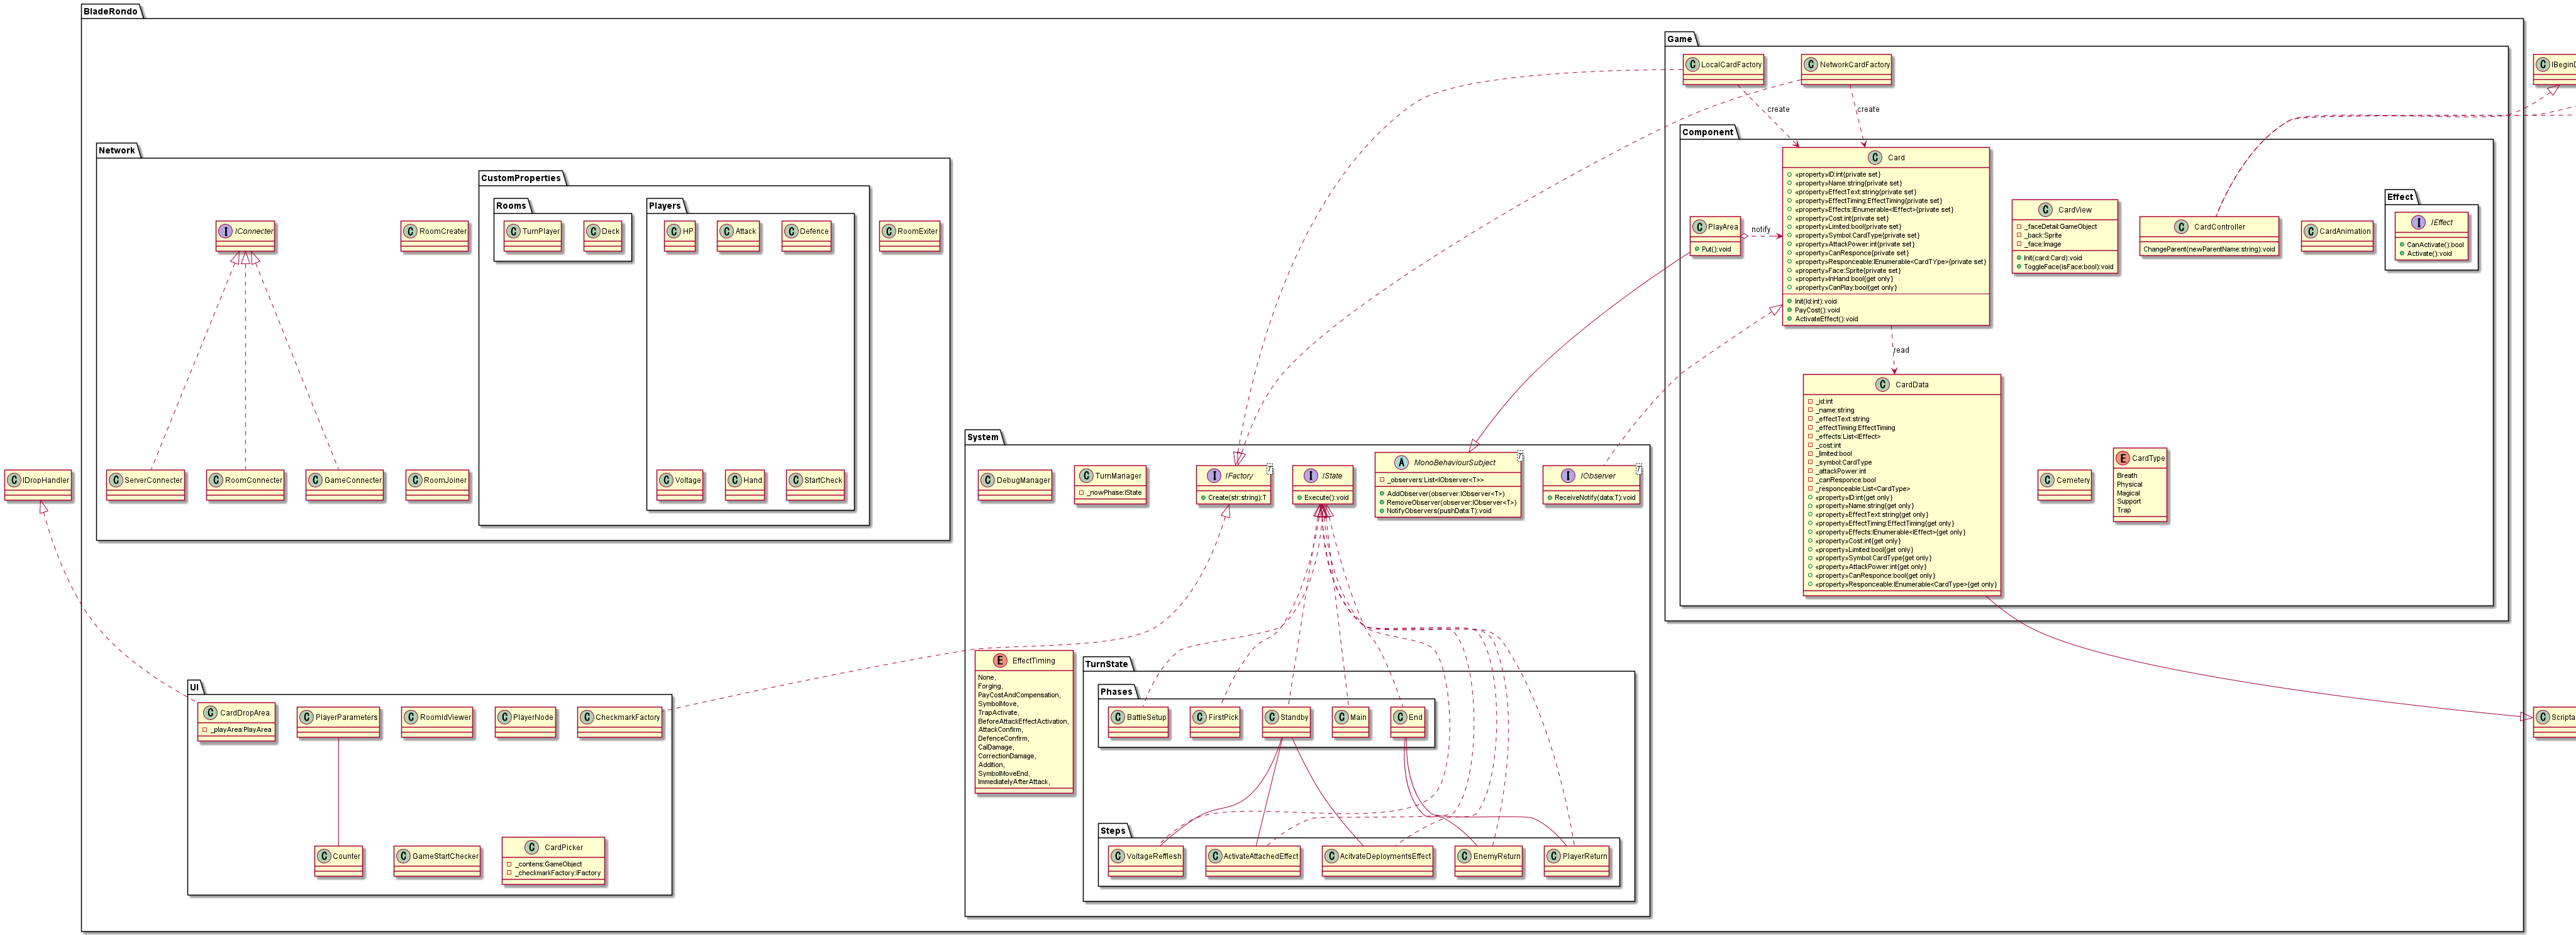 BladeRondo
Game
LocalCardFactory
NetworkCardFactory
create
create
Component
Card
«property»ID:int{private set}
«property»Name:string{private set}
«property»EffectText:string{private set}
«property»EffectTiming:EffectTiming{private set}
«property»Effects:IEnumerable<IEffect>{private set}
«property»Cost:int{private set}
«property»Limited:bool{private set}
«property»Symbol:CardType{private set}
«property»AttackPower:int{private set}
«property»CanResponce{private set}
«property»Responceable:IEnumerable<CardTYpe>{private set}
«property»Face:Sprite{private set}
«property»InHand:bool{get only}
«property»CanPlay:bool{get only}
Init(Id:int):void
PayCost():void
ActivateEffect():void
PlayArea
Put():void
notify
CardView
_faceDetail:GameObject
_back:Sprite
_face:Image
Init(card:Card):void
ToggleFace(isFace:bool):void
CardController
ChangeParent(newParentName:string):void
CardAnimation
Effect
IEffect
CanActivate():bool
Activate():void
read
CardData
_id:int
_name:string
_effectText:string
_effectTiming:EffectTiming
_effects:List<IEffect>
_cost:int
_limited:bool
_symbol:CardType
_attackPower:int
_canResponce:bool
_responceable:List<CardType>
«property»ID:int{get only}
«property»Name:string{get only}
«property»EffectText:string{get only}
«property»EffectTiming:EffectTiming{get only}
«property»Effects:IEnumerable<IEffect>{get only}
«property»Cost:int{get only}
«property»Limited:bool{get only}
«property»Symbol:CardType{get only}
«property»AttackPower:int{get only}
«property»CanResponce:bool{get only}
«property»Responceable:IEnumerable<CardType>{get only}
Cemetery
CardType
Breath
Physical
Magical
Support
Trap
Network
IConnecter
RoomCreater
CustomProperties
Rooms
TurnPlayer
Deck
Players
HP
Attack
Defence
RoomExiter
ServerConnecter
RoomConnecter
GameConnecter
RoomJoiner
Voltage
Hand
StartCheck
IDropHandler
System
DebugManager
TurnManager
_nowPhase:IState
IFactory
T
Create(str:string):T
IState
Execute():void
MonoBehaviourSubject
T
_observers:List<IObserver<T>>
AddObserver(observer:IObserver<T>)
RemoveObserver(observer:IObserver<T>)
NotifyObservers(pushData:T):void
IObserver
T
ReceiveNotify(data:T):void
EffectTiming
None,
Forging,
PayCostAndCompensation,
SymbolMove,
TrapActivate,
BeforeAttackEffectActivation,
AttackConfirm,
DefenceConfirm,
CalDamage,
CorrectionDamage,
Addition,
SymbolMoveEnd,
ImmediatelyAfterAttack,
TurnState
Phases
BattleSetup
FirstPick
Standby
Main
End
Steps
VoltageRefflesh
ActivateAttachedEffect
AcitvateDeploymentsEffect
EnemyReturn
PlayerReturn
UI
CardDropArea
_playArea:PlayArea
PlayerParameters
RoomIdViewer
PlayerNode
CheckmarkFactory
Counter
GameStartChecker
CardPicker
_contens:GameObject
_checkmarkFactory:IFactory
IBeginD
Scripta